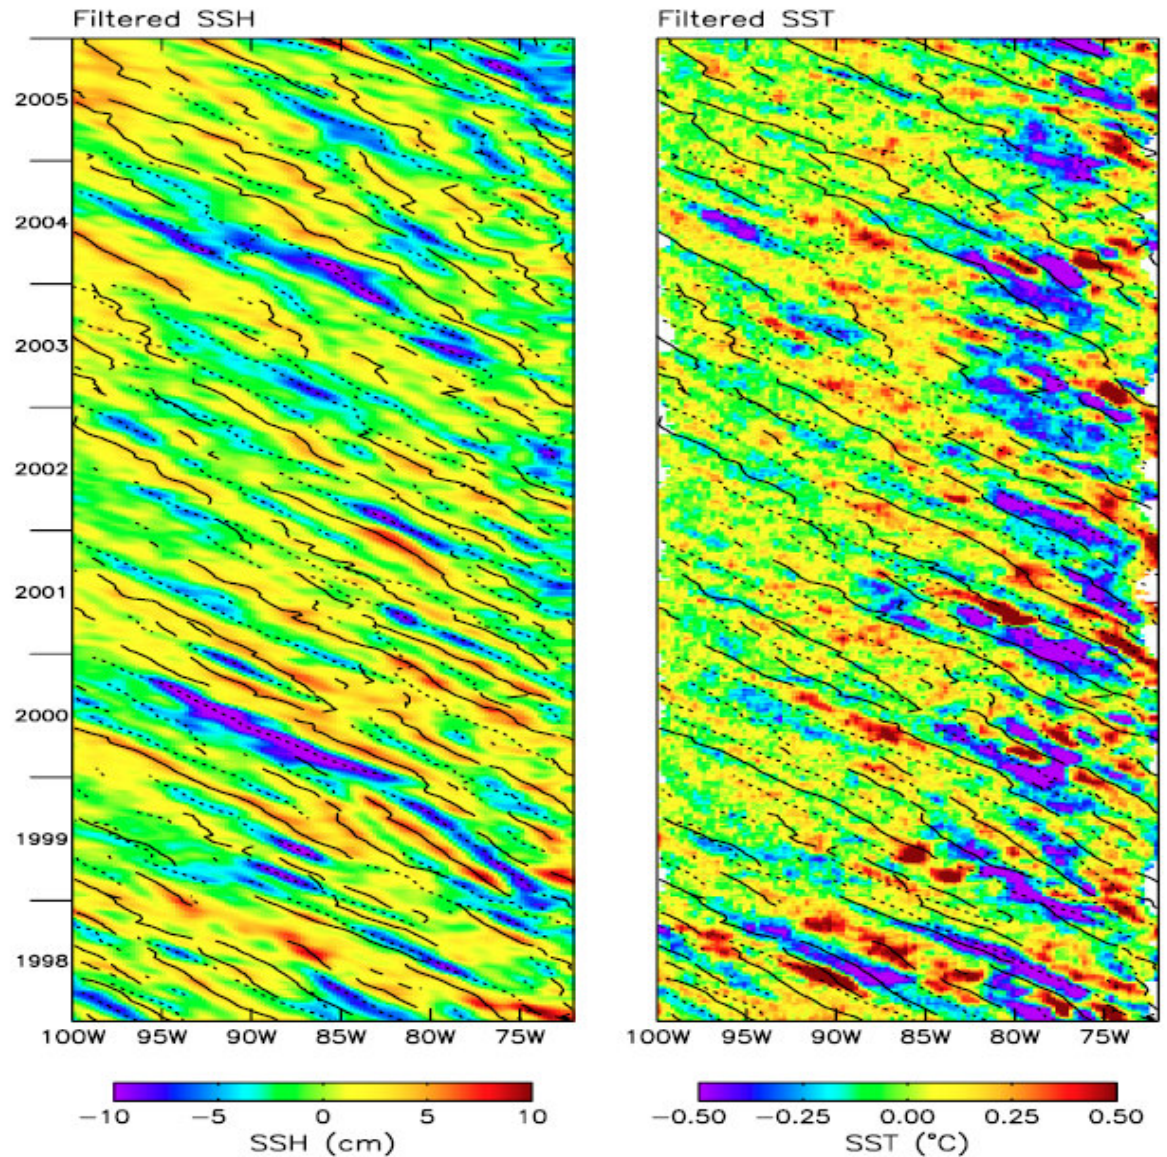 Filtered SSH
Filtered SST
2005
2004
2003
2002
2001
2000
1999
1998
100W 95W 90W 85W 80W 75W
100W 95W 90W 85W 80W 75W
−10 −5 0 5 10
SSH (cm)
−0.50 −0.25 0.00 0.25 0.50
SST (°C)